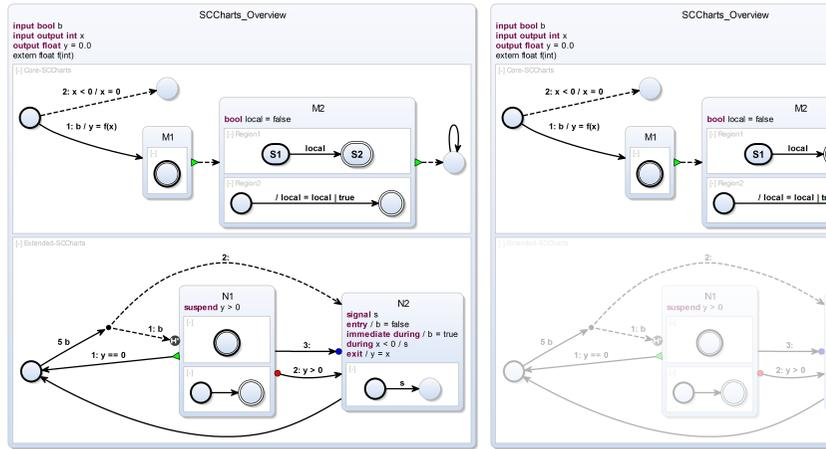 SCCharts_Overview
input bool b
input output int x
output float y = 0.0
extern float f(int)
[-] Core-SCCharts
2: x < 0 / x = 0
1: b / y = f(x)
M1
[-]
M2
bool local = false
[-] Region1
S1
local
S2
[-] Region2
/ local = local | true
[-] Extended-SCCharts
2:
5 b
1: b
H*
1: y == 0
N1
suspend y > 0
[-]
[-]
3:
2: y > 0
N2
signal s
entry / b = false
immediate during / b = true
during x < 0 / s
exit / y = x
[-]
s
SCCharts_Overview
input bool b
input output int x
output float y = 0.0
extern float f(int)
[-] Core-SCCharts
2: x < 0 / x = 0
1: b / y = f(x)
M1
[-]
M2
bool local = false
[-] Region1
S1
local
[-] Region2
/ local = local | tr
[-] Extended-SCCharts
2:
5 b
1: b
H*
1: y == 0
N1
suspend y > 0
[-]
[-]
3:
2: y > 0